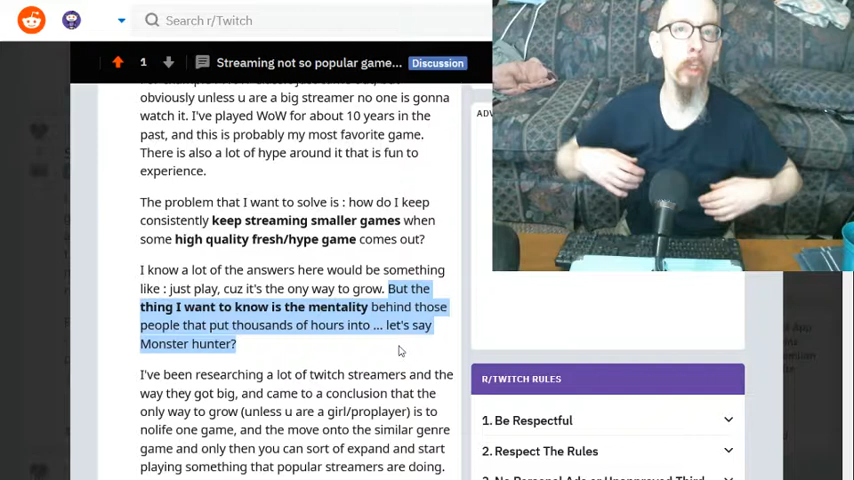 Search r/Twitch
1
Streaming not so popular game...
Discussion
obviously unless u are a big streamer no one is gonna
watch it. I've played WoW for about 10 years in the
past, and this is probably my most favorite game.
There is also a lot of hype around it that is fun to
experience.
The problem that I want to solve is : how do I keep
consistently keep streaming smaller games when
some high quality fresh/hype game comes out?
I know a lot of the answers here would be something
like : just play, cuz it's the ony way to grow. But the
thing I want to know is the mentality behind those
people that put thousands of hours into ... let's say
Monster hunter?
I've been researching a lot of twitch streamers and the
way they got big, and came to a conclusion that the
only way to grow (unless u are a girl/proplayer) is to
nolife one game, and the move onto the similar genre
game and only then you can sort of expand and start
playing something that popular streamers are doing.
R/TWITCH RULES
1. Be Respectful
2. Respect The Rules